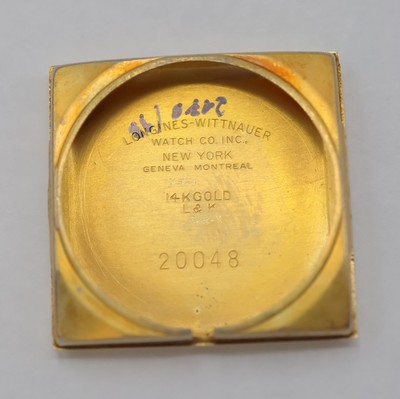 LONGINES-WITTNAUER
WATCH CO. INC.
NEW YORK
GENEVA MONTREAL
14K GOLD
L & K
20048